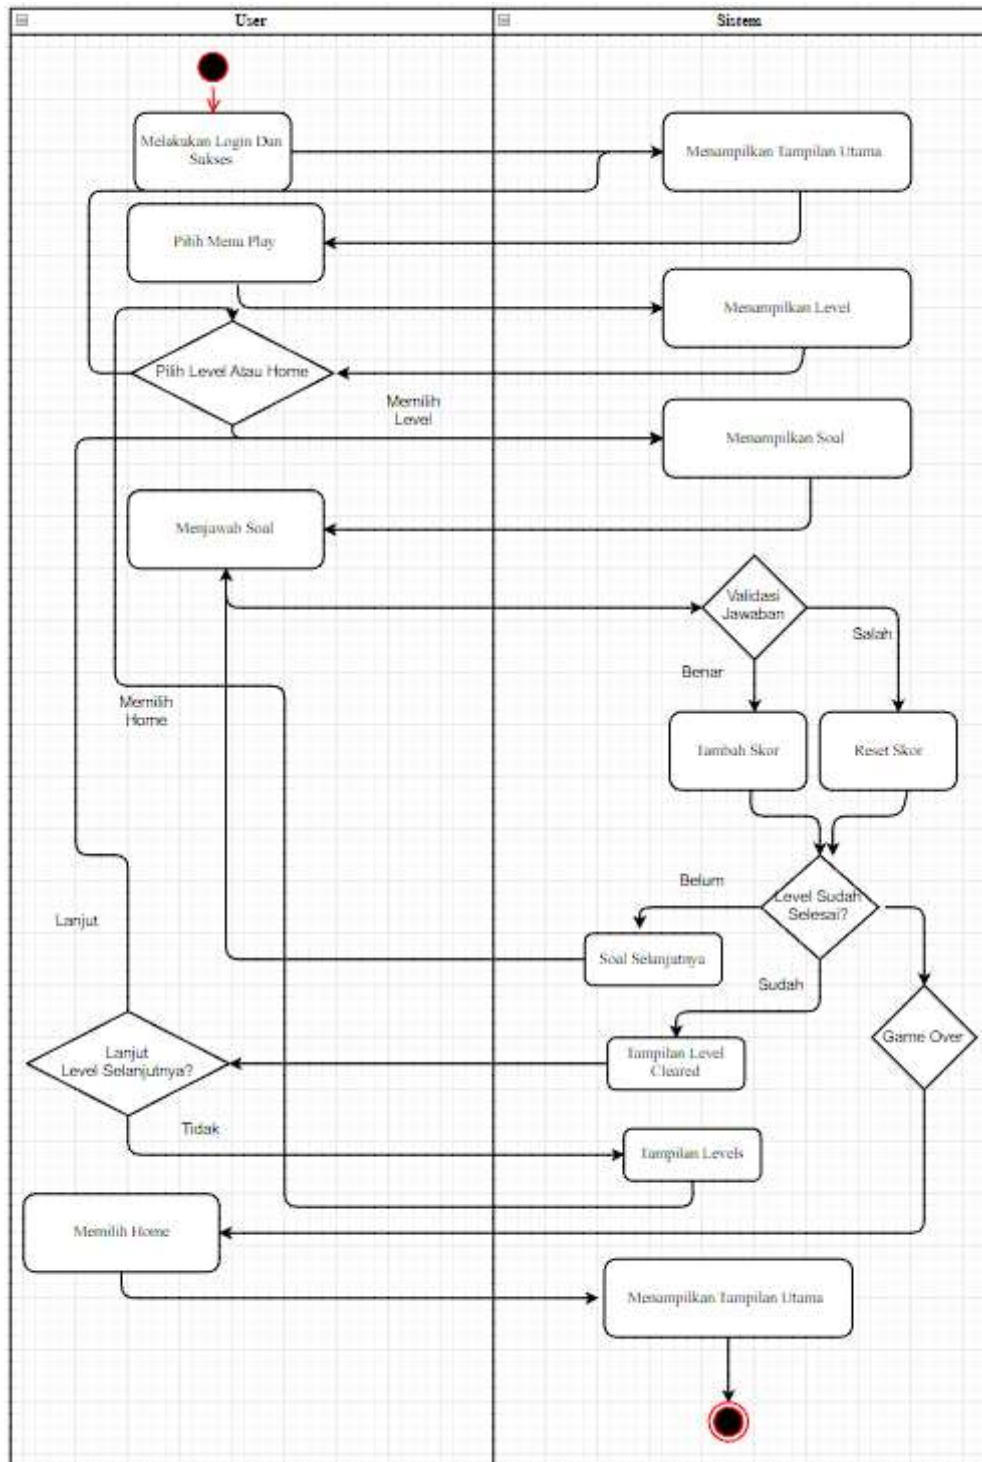 User
Sistem
Melakukan Login Dan
Sukses
Menampilkan Tampilan Utama
Pilih Menu Play
Menampilkan Level
Pilih Level Atau Home
Memilih
Level
Menampilkan Soal
Menjawab Soal
Validasi
Jawaban
Salah
Benar
Memilih
Home
Tambah Skor
Reset Skor
Belum
Level Sudah
Selesai?
Lanjut
Soal Selanjutnya
Sudah
Game Over
Lanjut
Level Selanjutnya?
Tampilan Level
Cleared
Tidak
Tampilan Levels
Memilih Home
Menampilkan Tampilan Utama